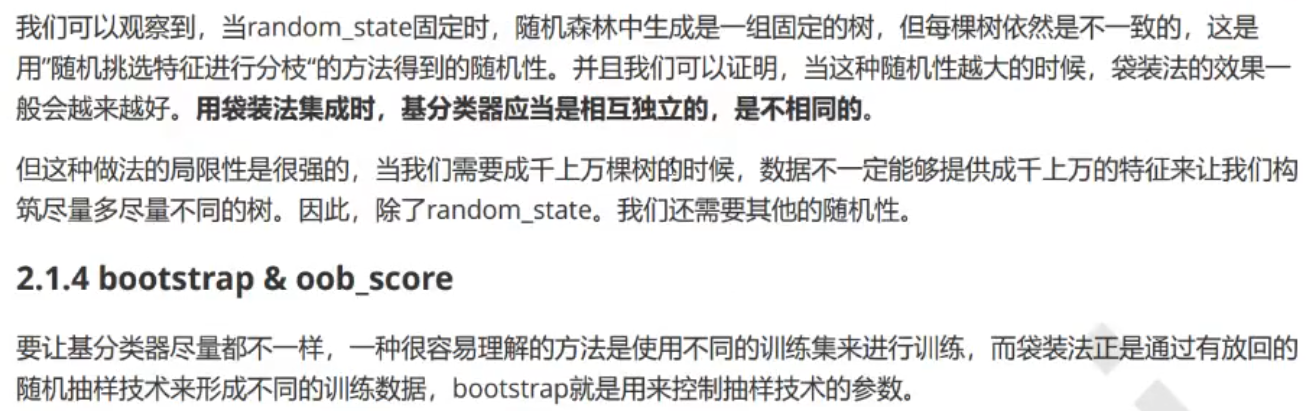 我们可以观察到，当random_state固定时，随机森林中生成是一组固定的树，但每棵树依然是不一致的，这是
用”随机挑选特征进行分枝“的方法得到的随机性。并且我们可以证明，当这种随机性越大的时候，袋装法的效果一
般会越来越好。用袋装法集成时，基分类器应当是相互独立的，是不相同的。
但这种做法的局限性是很强的，当我们需要成千上万棵树的时候，数据不一定能够提供成千上万的特征来让我们构
筑尽量多尽量不同的树。因此，除了random_state。我们还需要其他的随机性。
2.1.4 bootstrap & oob_score
要让基分类器尽量都不一样，一种很容易理解的方法是使用不同的训练集来进行训练，而袋装法正是通过有放回的
随机抽样技术来形成不同的训练数据，bootstrap就是用来控制抽样技术的参数。